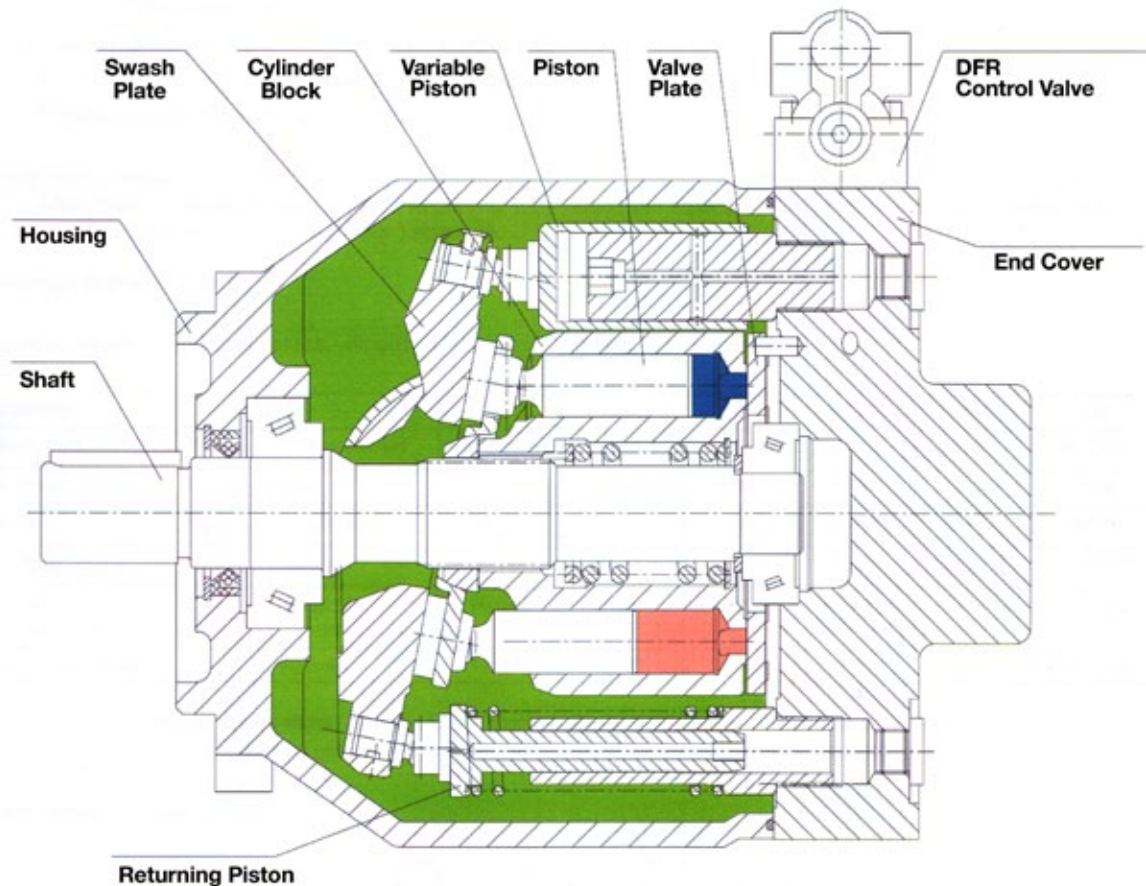 Swash
Plate
Cylinder
Block
Variable
Piston
Piston
Valve
Plate
DFR
Control Valve
Housing
End Cover
Shaft
Returning Piston